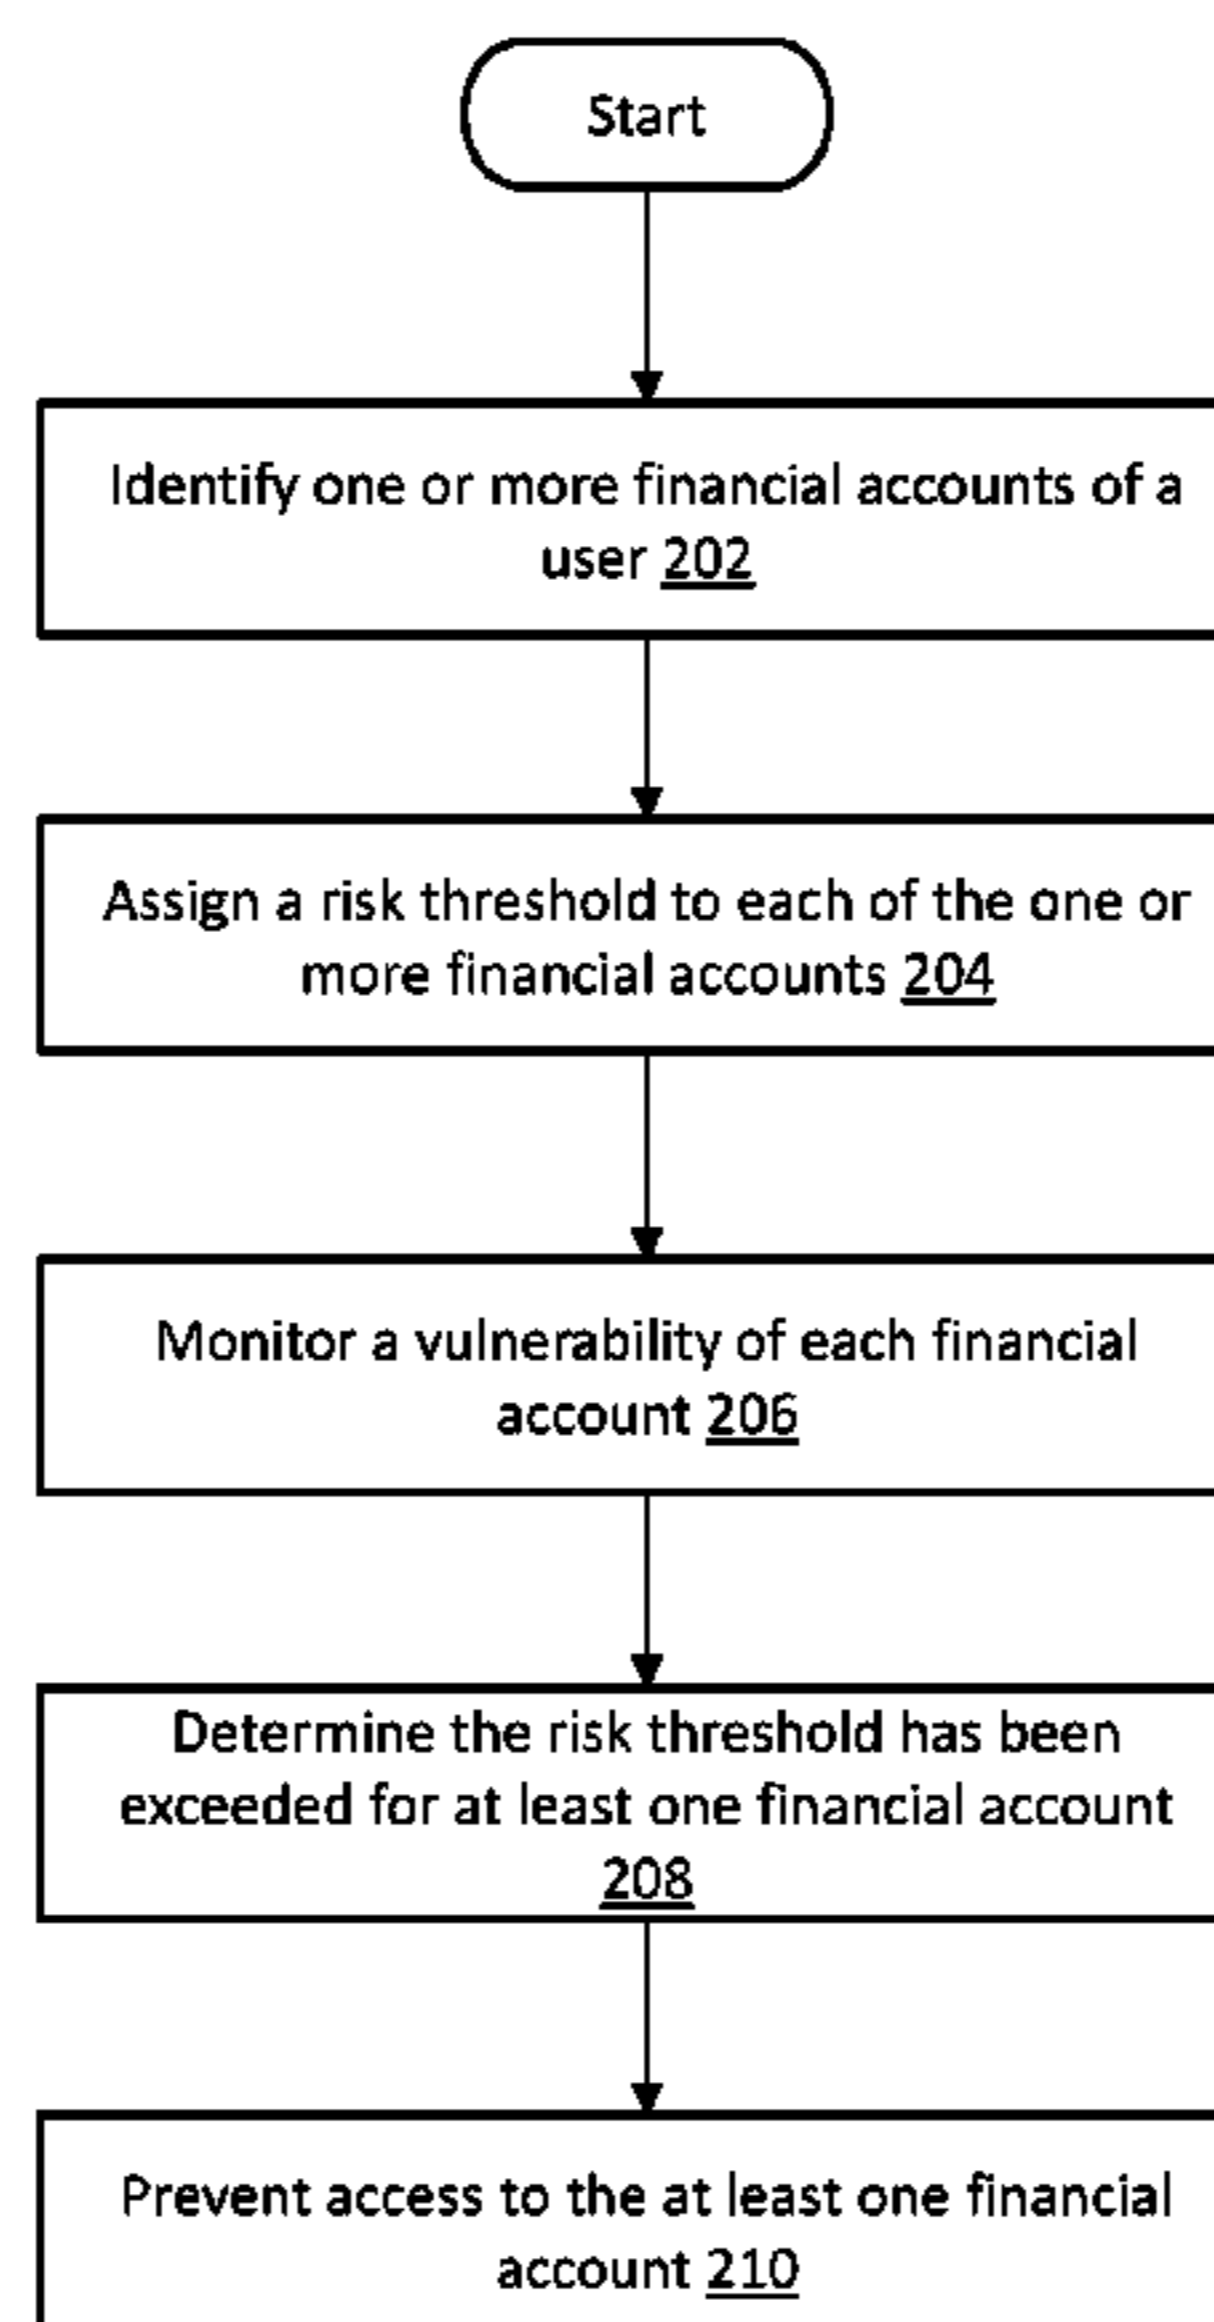 Start
Identify one or more financial accounts of a
user 202
Assign a risk threshold to each of the one or
more financial accounts 204
Monitor a vulnerability of each financial
account 206
Determine the risk threshold has been
exceeded for at least one financial account
208
Prevent access to the at least one financial
account 210